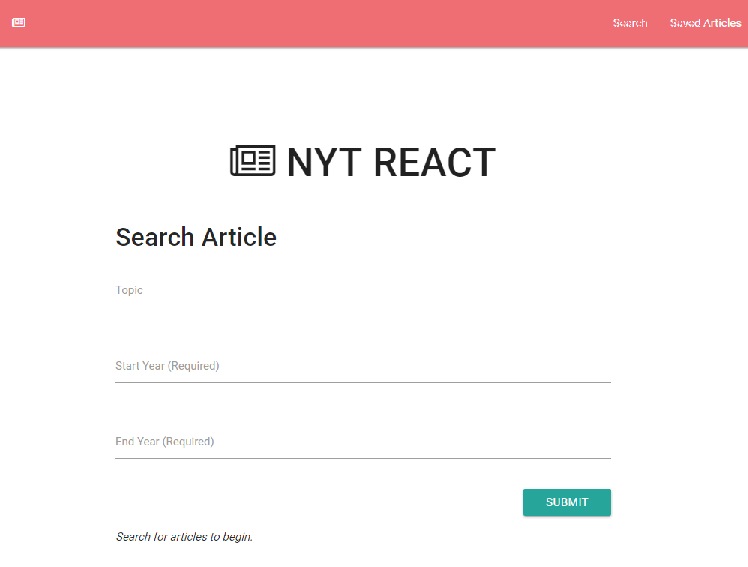 Search Saved Articles
NYT REACT
Search Article
Topic
Start Year (Required)
End Year (Required)
SUBMIT
Search for articles to begin.